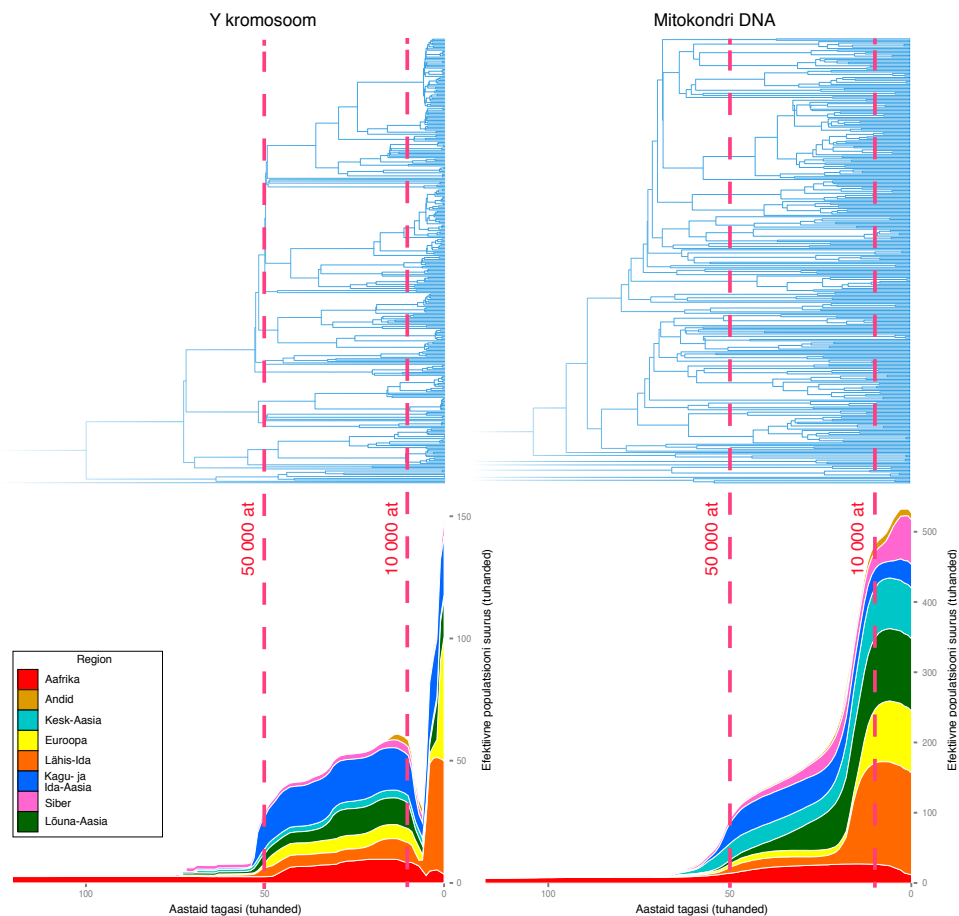 Y kromosoom
Mitokondri DNA
50 000 at
10 000 at
150
100
50
0
Efektiivne populatsiooni suurus (tuhanded)
50 000 at
10 000 at
500
400
300
200
100
0
Efektiivne populatsiooni suurus (tuhanded)
Region
Aafrika
Andid
Kesk-Aasia
Euroopa
Lähis-Ida
Kagu- ja
Ida-Aasia
Siber
Lõuna-Aasia
100
50
0
Aastaid tagasi (tuhanded)
100
50
0
Aastaid tagasi (tuhanded)